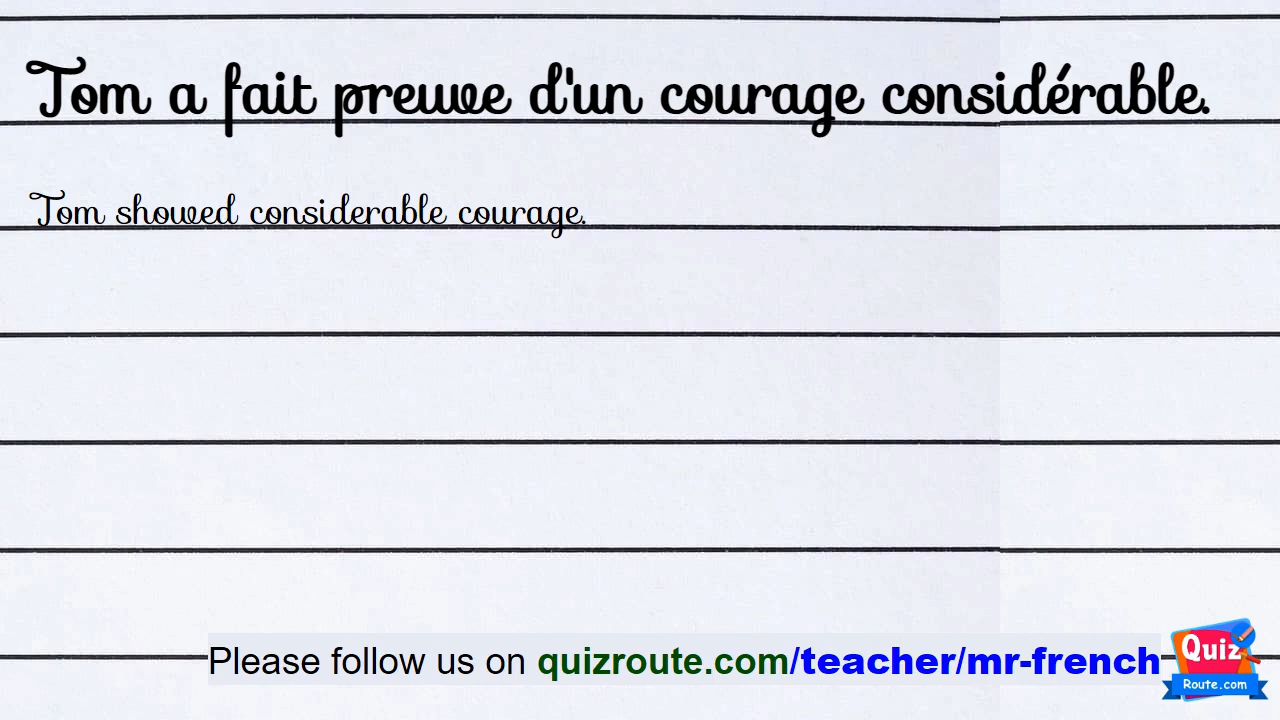 Tom a fait preuve d'un courage considérable.
Tom showed considerable courage.
Please follow us on quizroute.com/teacher/mr-french
Quiz
Route.com